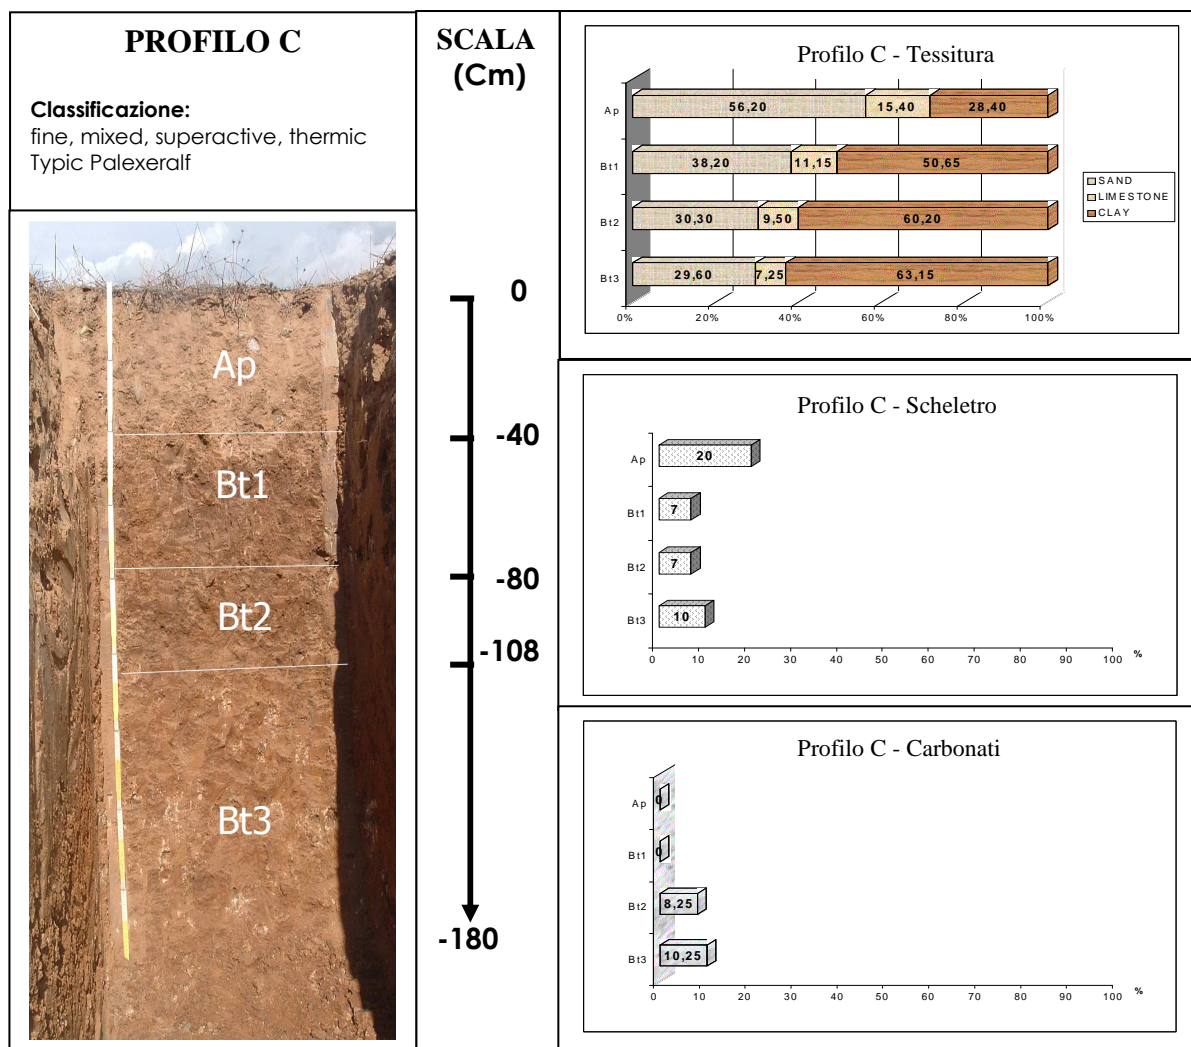 PROFILO C
Classificazione:
fine, mixed, superactive, thermic
Typic Palexeralf
Ap
Bt1
Bt2
Bt3
SCALA
(Cm)
0
-40
-80
-108
-180
Profilo C - Tessitura
Ap 56,20 15,40 28,40
Bt1 38,20 11,15 50,65
Bt2 30,30 9,50 60,20
Bt3 29,60 7,25 63,15
0% 20% 40% 60% 80% 100%
SAND
LIMESTONE
CLAY
Profilo C - Scheletro
Ap 20
Bt1 7
Bt2 7
Bt3 10
0 10 20 30 40 50 60 70 80 90 100 %
Profilo C - Carbonati
Ap 0
Bt1 0
Bt2 8,25
Bt3 10,25
0 10 20 30 40 50 60 70 80 90 100 %